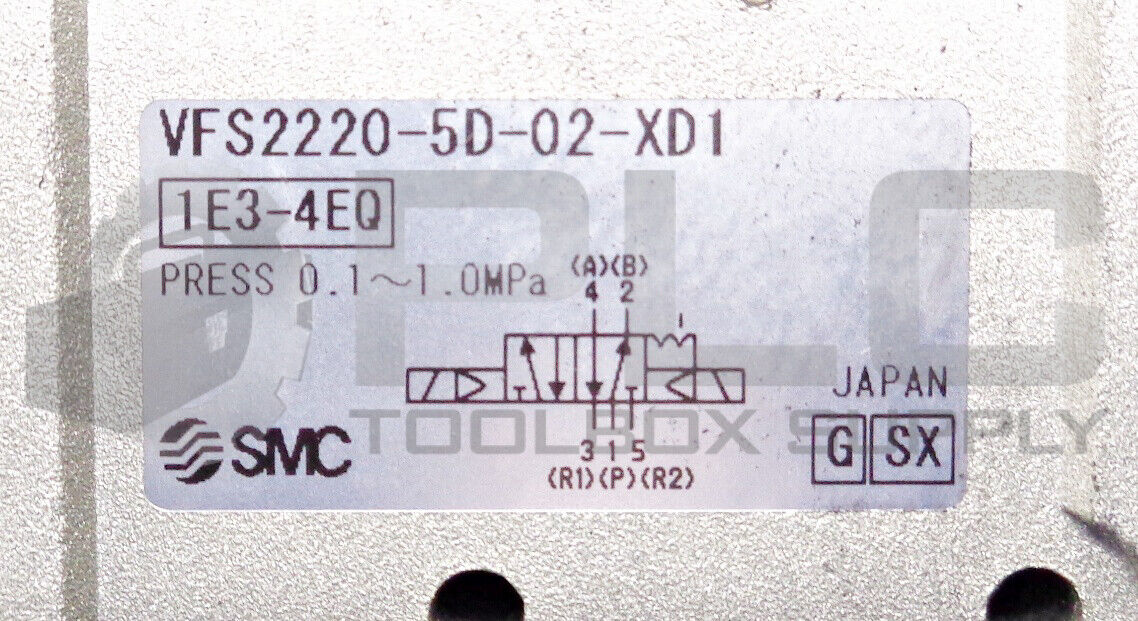 VFS2220-5D-02-XD1
1E3-4EQ
PRESS 0.1～1.0MPa
(A)(B)
4 2
JAPAN
SMC
3 1 5
(R1)(P)(R2)
G SX
PLC
TOOLBOX SUPPLY